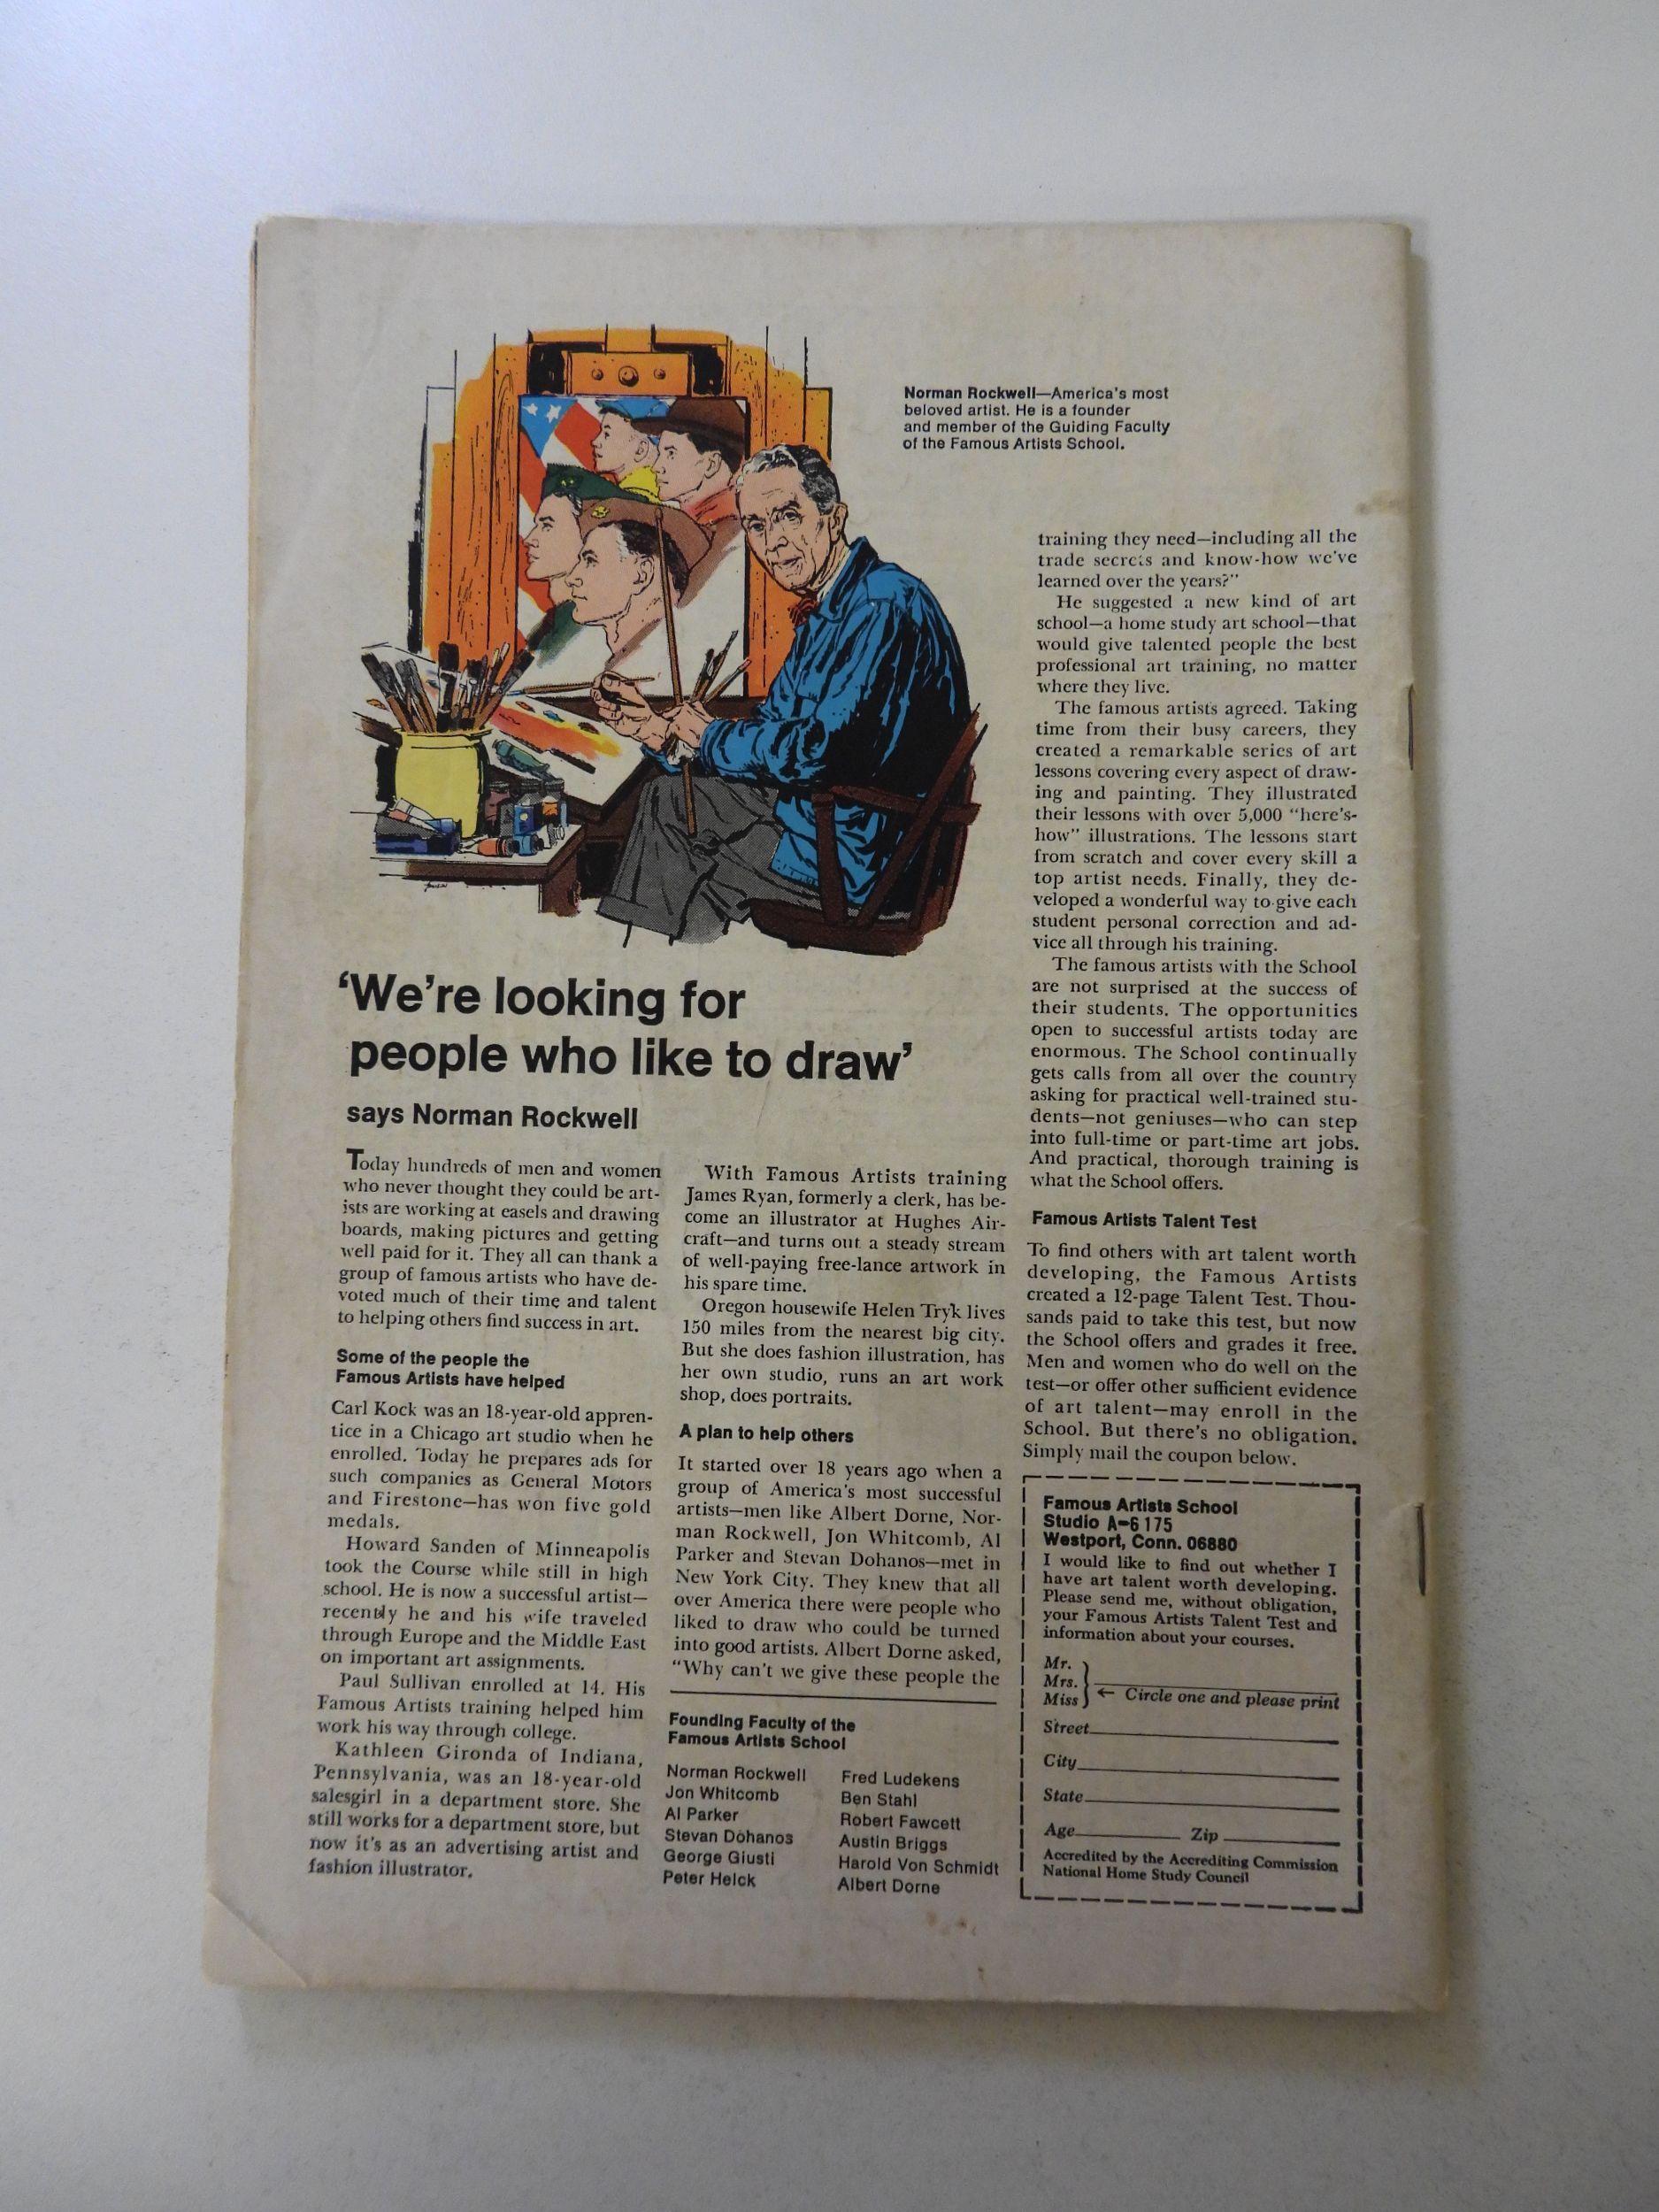 Norman Rockwell—America's most
beloved artist. He is a founder
and member of the Guiding Faculty
of the Famous Artists School.
'We're looking for
people who like to draw'
says Norman Rockwell
Today hundreds of men and women
who never thought they could be art-
ists are working at easels and drawing
boards, making pictures and getting
well paid for it. They all can thank a
group of famous artists who have de-
voted much of their time and talent
to helping others find success in art.
Some of the people the
Famous Artists have helped
Carl Kock was an 18-year-old appren-
tice in a Chicago art studio when he
enrolled. Today he prepares ads for
such companies as General Motors
and Firestone—has won five gold
medals.
Howard Sanden of Minneapolis
took the Course while still in high
school. He is now a successful artist—
recently he and his wife traveled
through Europe and the Middle East
on important art assignments.
Paul Sullivan enrolled at 14. His
Famous Artists training helped him
work his way through college.
Kathleen Gironda of Indiana,
Pennsylvania, was an 18-year-old
salesgirl in a department store. She
still works for a department store, but
now it's as an advertising artist and
fashion illustrator.
With Famous Artists training
James Ryan, formerly a clerk, has be-
come an illustrator at Hughes Air-
craft—and turns out a steady stream
of well-paying free-lance artwork in
his spare time.
Oregon housewife Helen Tryk lives
150 miles from the nearest big city.
But she does fashion illustration, has
her own studio, runs an art work
shop, does portraits.
A plan to help others
It started over 18 years ago when a
group of America's most successful
artists—men like Albert Dorne, Nor-
man Rockwell, Jon Whitcomb, Al
Parker and Stevan Dohanos—met in
New York City. They knew that all
over America there were people who
liked to draw who could be turned
into good artists. Albert Dorne asked,
"Why can't we give these people the
Founding Faculty of the
Famous Artists School
Norman Rockwell
Jon Whitcomb
Al Parker
Stevan Dohanos
George Giusti
Peter Helck
Fred Ludekens
Ben Stahl
Robert Fawcett
Austin Briggs
Harold Von Schmidt
Albert Dorne
training they need—including all the
trade secrets and know-how we've
learned over the years?"
He suggested a new kind of art
school—a home study art school—that
would give talented people the best
professional art training, no matter
where they live.
The famous artists agreed. Taking
time from their busy careers, they
created a remarkable series of art
lessons covering every aspect of draw-
ing and painting. They illustrated
their lessons with over 5,000 "here's-
how" illustrations. The lessons start
from scratch and cover every skill a
top artist needs. Finally, they de-
veloped a wonderful way to give each
student personal correction and ad-
vice all through his training.
The famous artists with the School
are not surprised at the success of
their students. The opportunities
open to successful artists today are
enormous. The School continually
gets calls from all over the country
asking for practical well-trained stu-
dents—not geniuses—who can step
into full-time or part-time art jobs.
And practical, thorough training is
what the School offers.
Famous Artists Talent Test
To find others with art talent worth
developing, the Famous Artists
created a 12-page Talent Test. Thou-
sands paid to take this test, but now
the School offers and grades it free.
Men and women who do well on the
test—or offer other sufficient evidence
of art talent—may enroll in the
School. But there's no obligation.
Simply mail the coupon below.
Famous Artists School
Studio A-6175
Westport, Conn. 06880
I would like to find out whether I
have art talent worth developing.
Please send me, without obligation,
your Famous Artists Talent Test and
information about your courses.
Mr.
Mrs.
Miss
← Circle one and please print
Street
City
State
Age Zip
Accredited by the Accrediting Commission
National Home Study Council